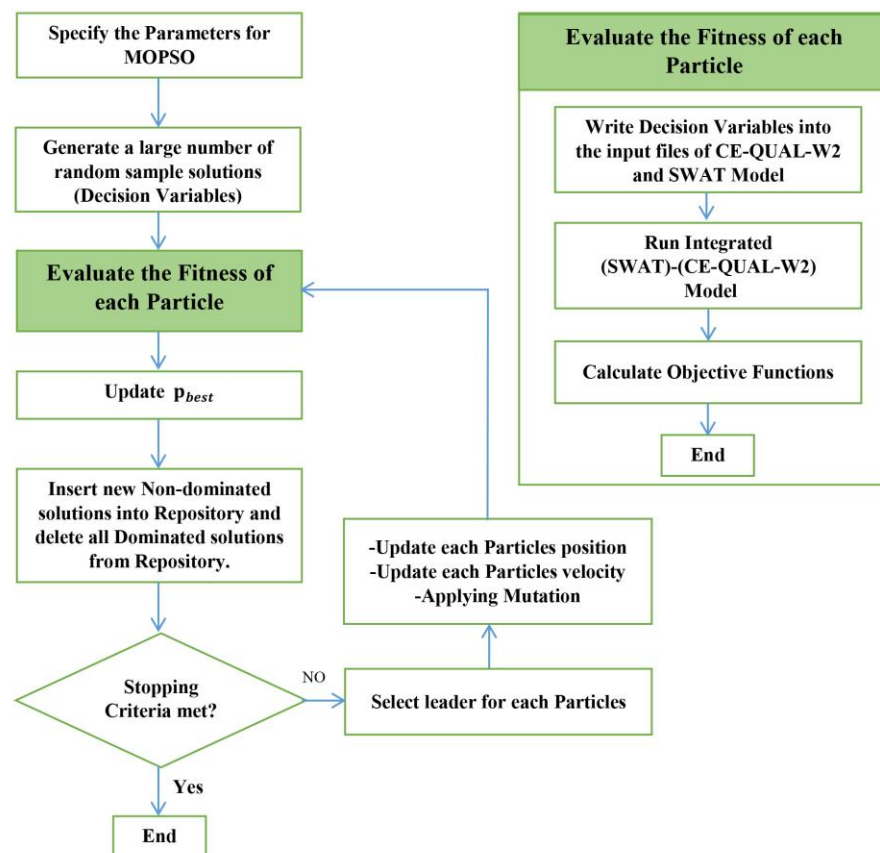 Specify the Parameters for
MOPSO
Generate a large number of
random sample solutions
(Decision Variables)
Evaluate the Fitness of
each Particle
Update p_best
Insert new Non-dominated
solutions into Repository and
delete all Dominated solutions
from Repository.
Stopping
Criteria met?
NO
Yes
End
Select leader for each Particles
-Update each Particles position
-Update each Particles velocity
-Applying Mutation
Evaluate the Fitness of each
Particle
Write Decision Variables into
the input files of CE-QUAL-W2
and SWAT Model
Run Integrated
(SWAT)-(CE-QUAL-W2)
Model
Calculate Objective Functions
End